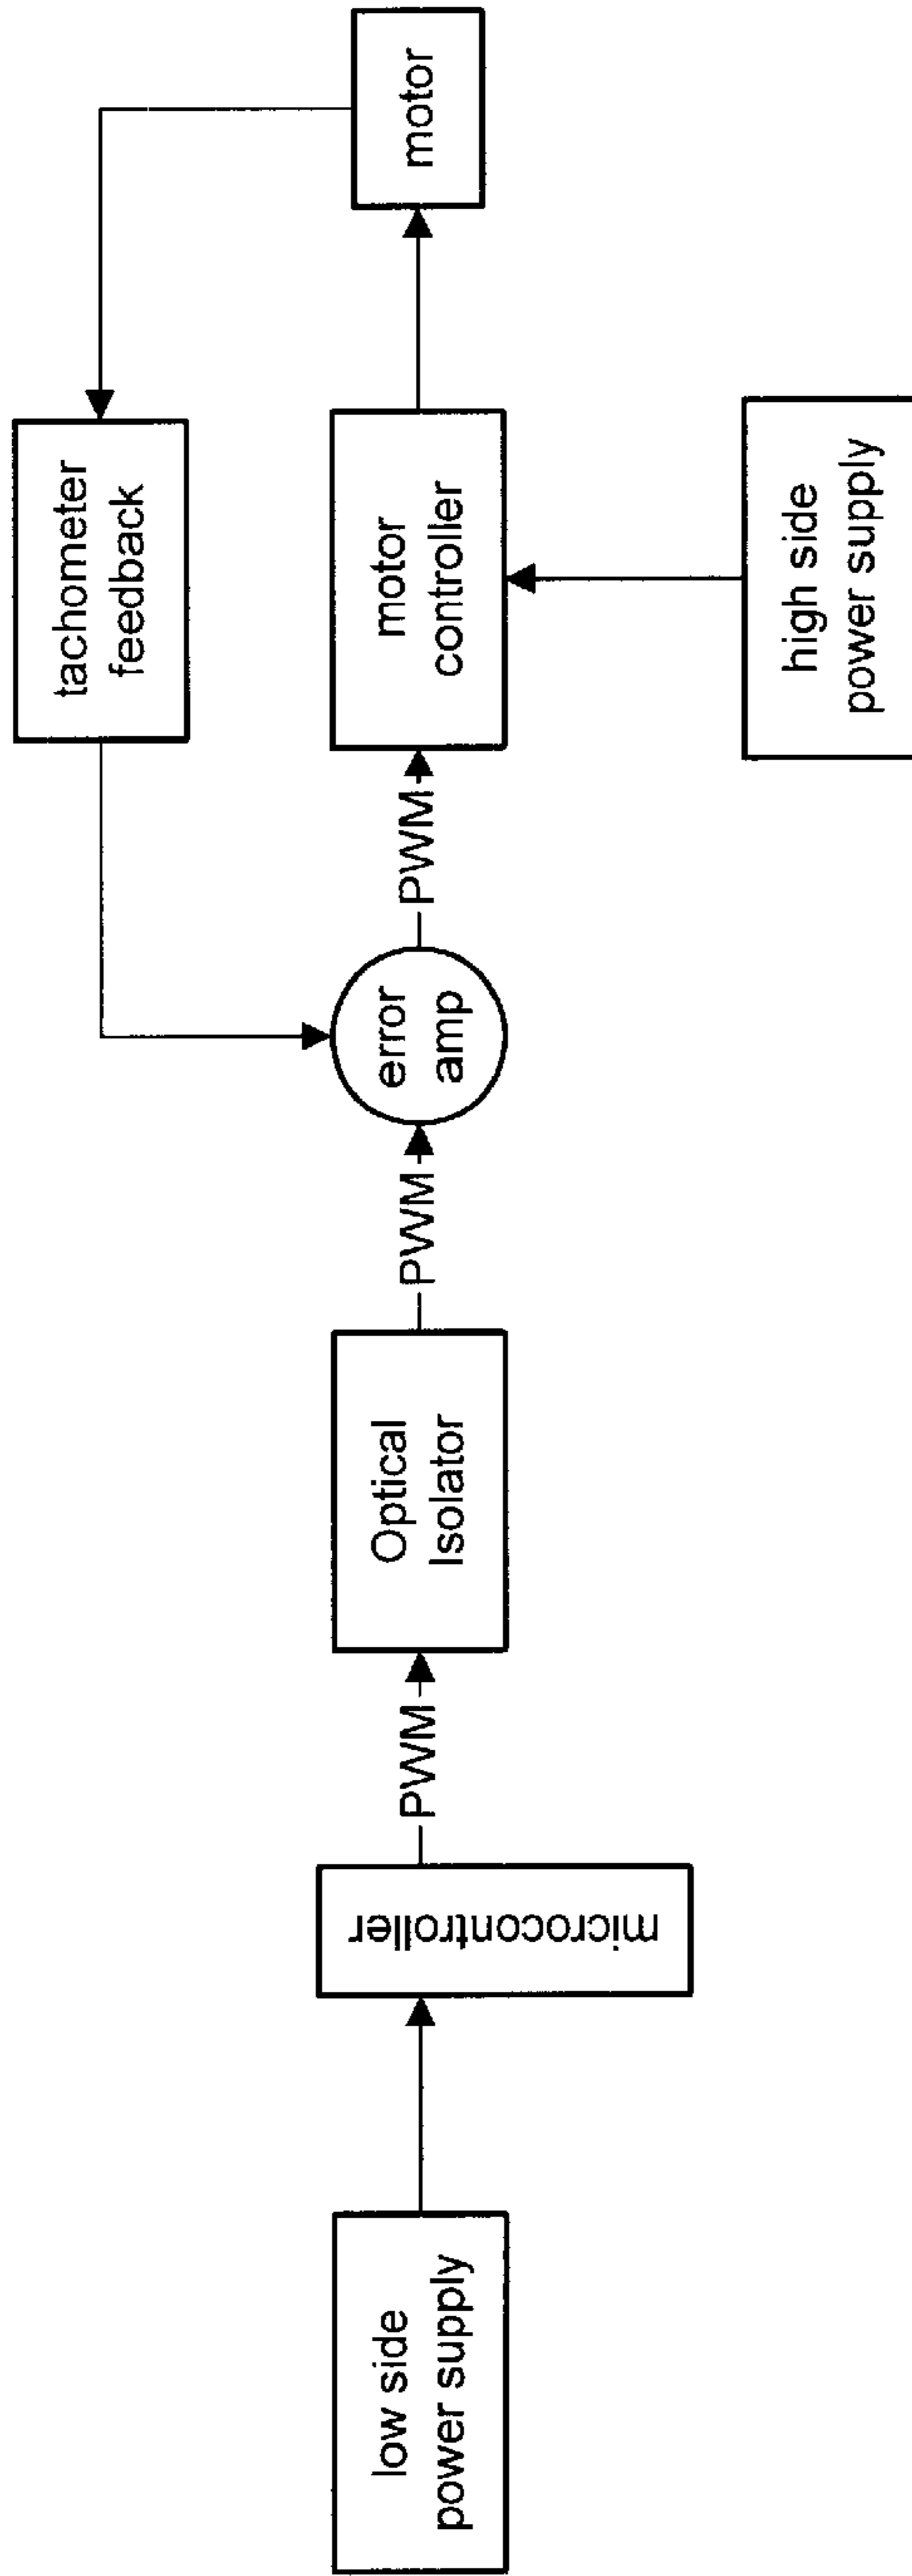 low side
power supply
microcontroller
PWM
Optical
Isolator
PWM
error
amp
PWM
tachometer
feedback
motor
controller
high side
power supply
motor